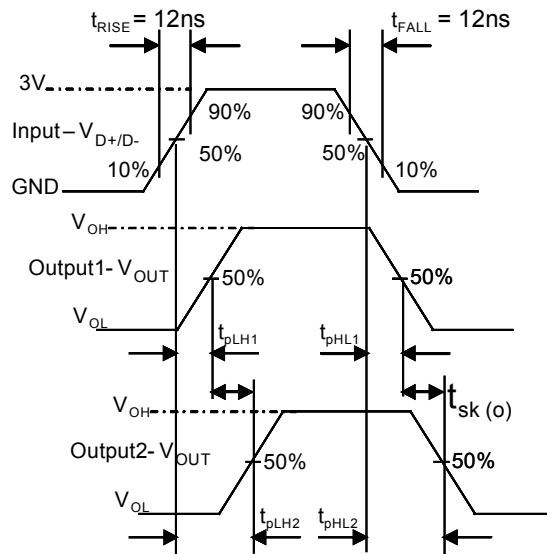 tRISE = 12ns
tFALL = 12ns
3V
90%
90%
Input – VD+/D-
50%
50%
10%
10%
GND
VOH
Output1- VOUT
50%
50%
VOL
tpLH1
tpHL1
VOH
tsk (o)
Output2- VOUT
50%
50%
VOL
tpLH2
tpHL2